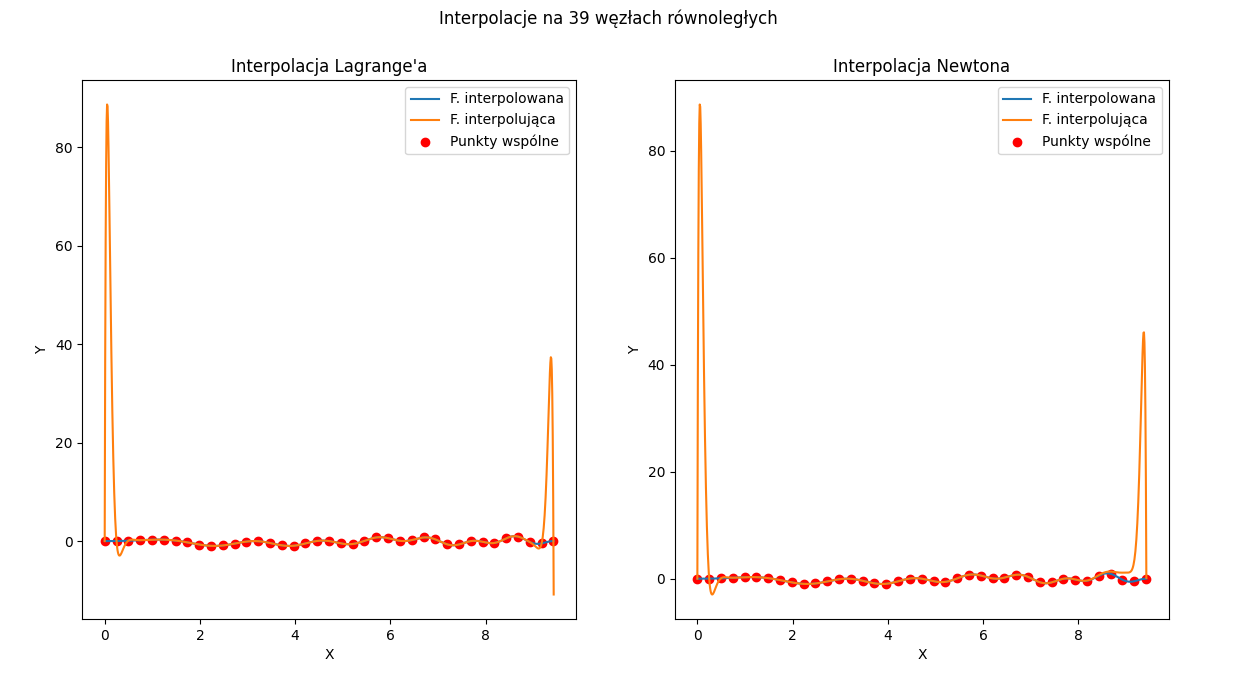 Interpolacje na 39 węzłach równoległych
Interpolacja Lagrange'a
F. interpolowana
F. interpolująca
Punkty wspólne
80
60
40
20
0
Y
0 2 4 6 8
X
Interpolacja Newtona
F. interpolowana
F. interpolująca
Punkty wspólne
80
60
40
20
0
Y
0 2 4 6 8
X